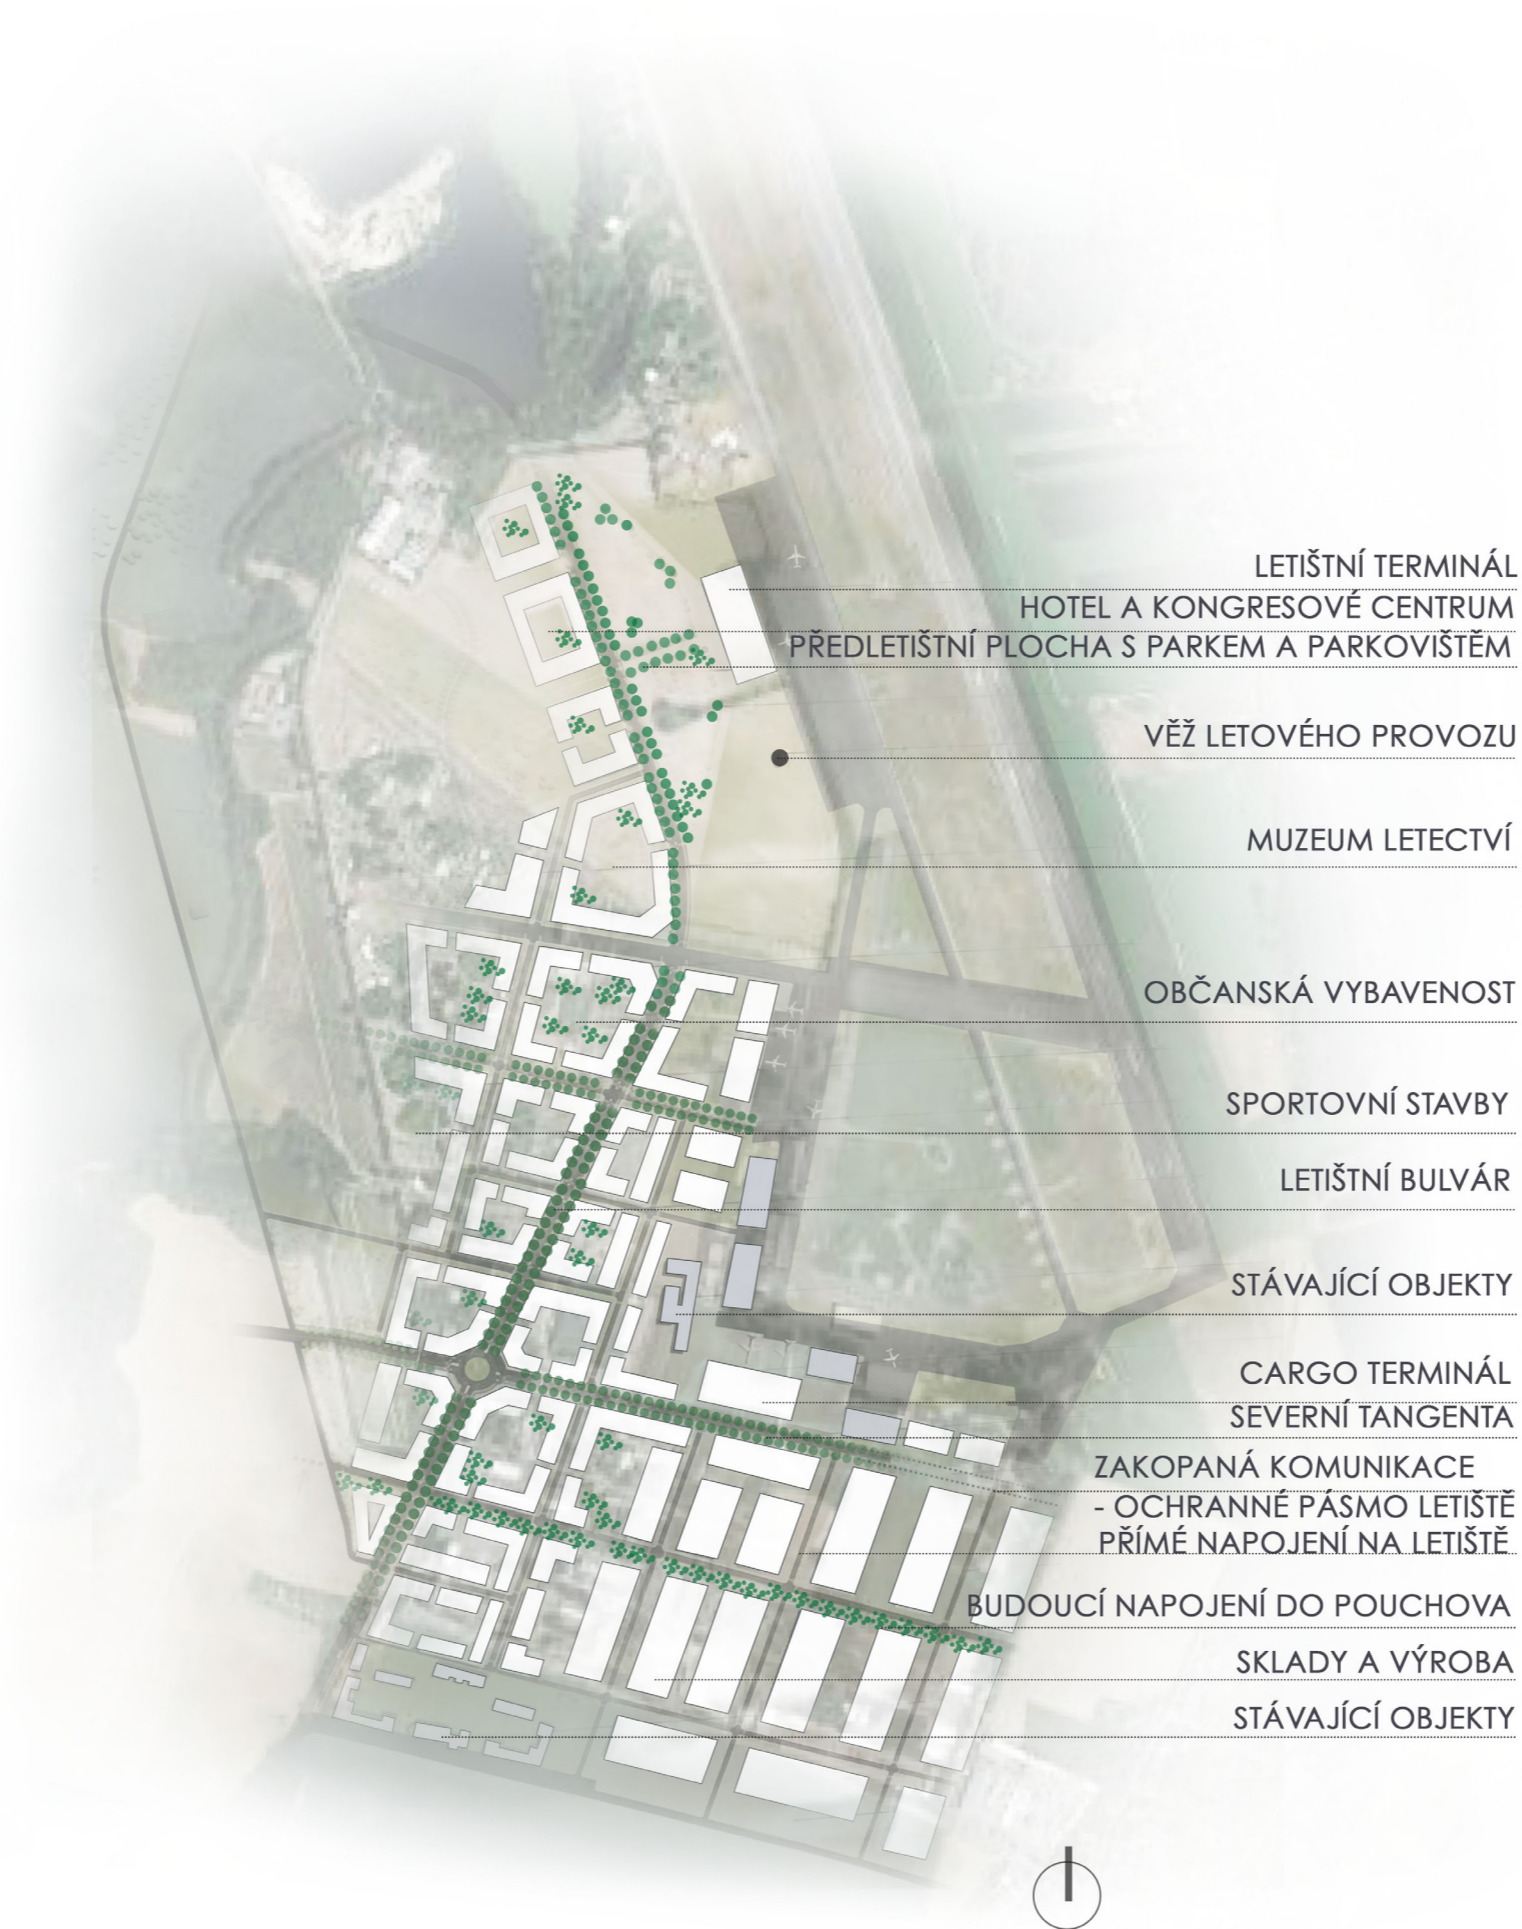 LETIŠTNÍ TERMINÁL
HOTEL A KONGRESOVÉ CENTRUM
PŘEDLETIŠTNÍ PLOCHA S PARKEM A PARKOVIŠTĚM
VĚŽ LETOVÉHO PROVOZU
MUZEUM LETECTVÍ
OBČANSKÁ VYBAVENOST
SPORTOVNÍ STAVBY
LETIŠTNÍ BULVÁR
STÁVAJÍCÍ OBJEKTY
CARGO TERMINÁL
SEVERNÍ TANGENTA
ZAKOPANÁ KOMUNIKACE
- OCHRANNÉ PÁSMO LETIŠTĚ
PŘÍMÉ NAPOJENÍ NA LETIŠTĚ
BUDOUCÍ NAPOJENÍ DO POUCHOVA
SKLADY A VÝROBA
STÁVAJÍCÍ OBJEKTY